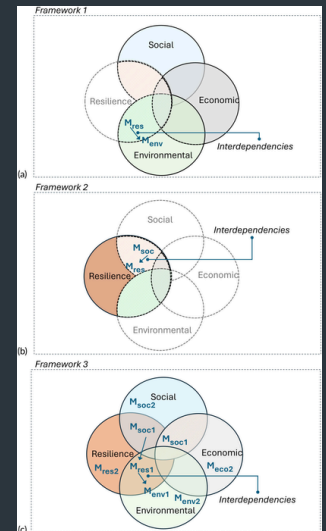 Framework 1
Social
Resilience
Economic
Mres
Menv
Environmental
Interdependencies
(a)
Framework 2
Social
Interdependencies
Msoc
Mres
Resilience
Economic
Environmental
(b)
Framework 3
Msoc2
Social
Msoc1
Msoc1
Resilience
Economic
Mres2
Mres1
Meco2
Menv1
Menv2
Interdependencies
Environmental
(c)